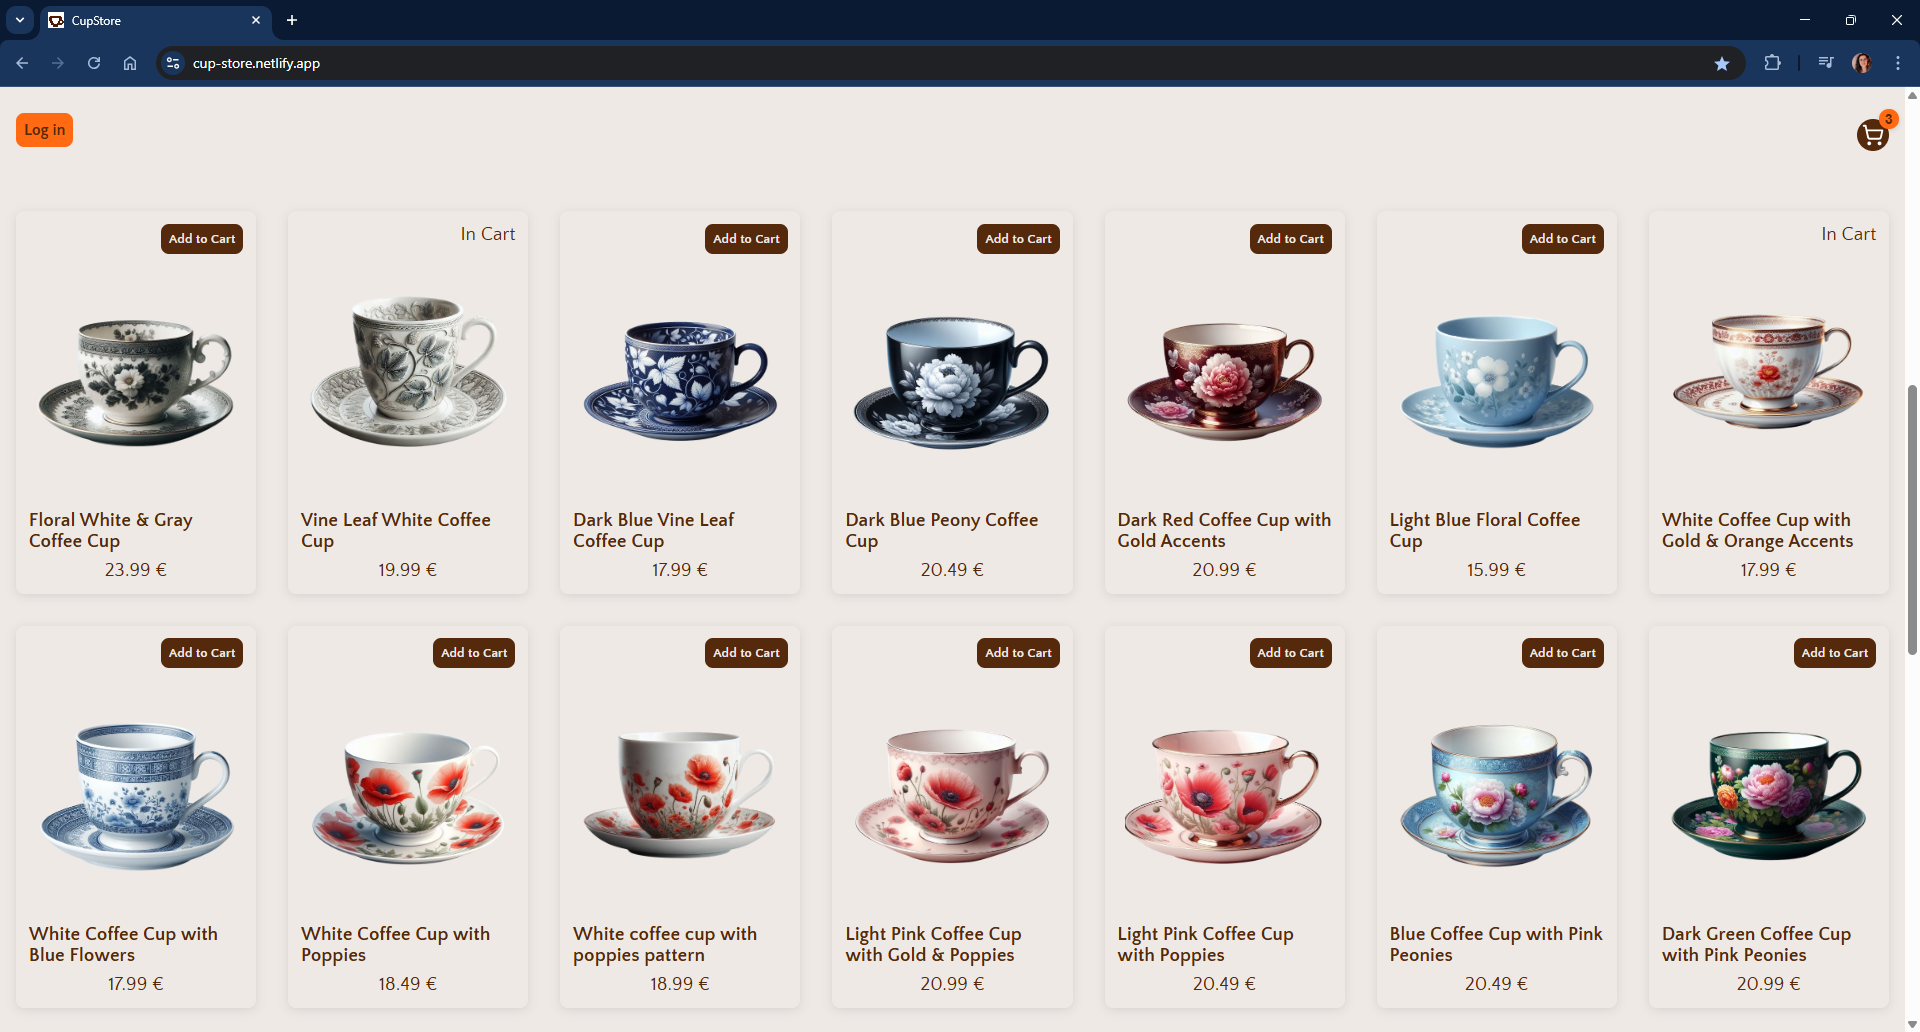 CupStore
cup-store.netlify.app
Log in
3
Add to Cart
Floral White & Gray
Coffee Cup
23.99 €
In Cart
Vine Leaf White Coffee
Cup
19.99 €
Add to Cart
Dark Blue Vine Leaf
Coffee Cup
17.99 €
Add to Cart
Dark Blue Peony Coffee
Cup
20.49 €
Add to Cart
Dark Red Coffee Cup with
Gold Accents
20.99 €
Add to Cart
Light Blue Floral Coffee
Cup
15.99 €
In Cart
White Coffee Cup with
Gold & Orange Accents
17.99 €
Add to Cart
White Coffee Cup with
Blue Flowers
17.99 €
Add to Cart
White Coffee Cup with
Poppies
18.49 €
Add to Cart
White coffee cup with
poppies pattern
18.99 €
Add to Cart
Light Pink Coffee Cup
with Gold & Poppies
20.99 €
Add to Cart
Light Pink Coffee Cup
with Poppies
20.49 €
Add to Cart
Blue Coffee Cup with Pink
Peonies
20.49 €
Add to Cart
Dark Green Coffee Cup
with Pink Peonies
20.99 €